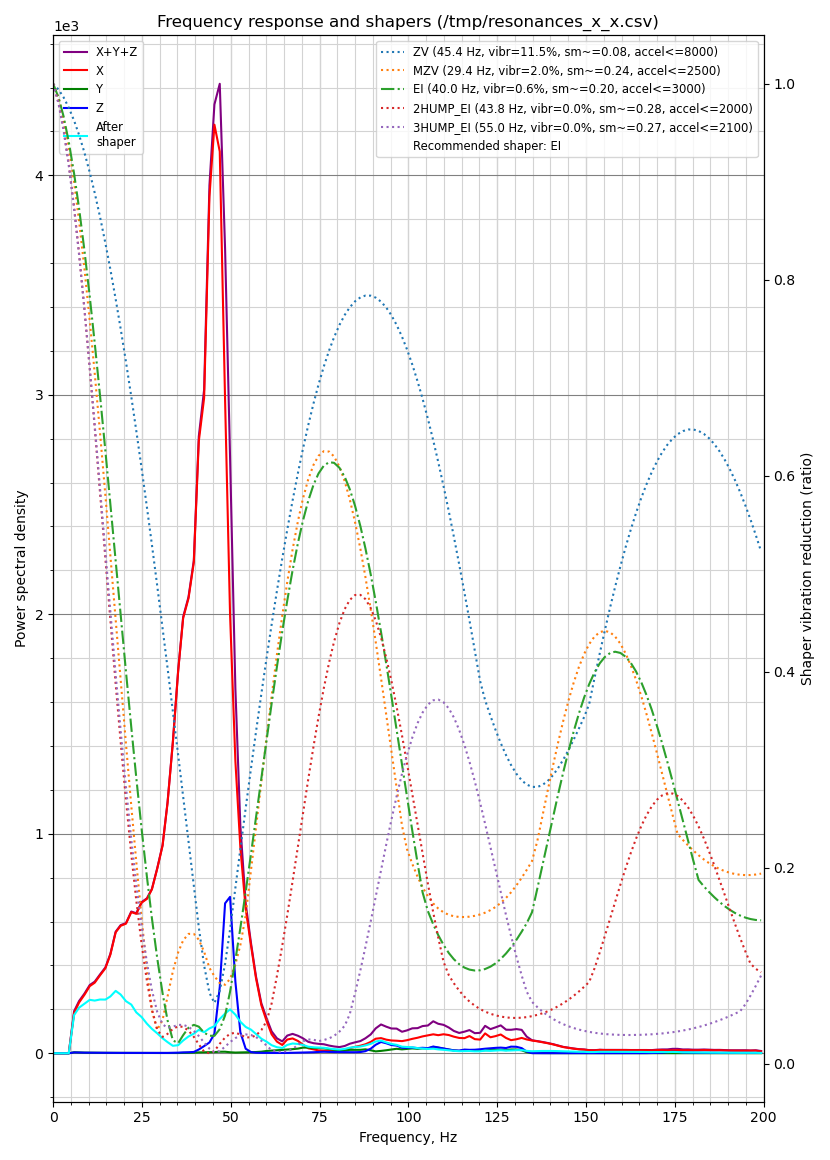 Frequency response and shapers (/tmp/resonances_x_x.csv)
1e3
X+Y+Z
X
Y
Z
After
shaper
ZV (45.4 Hz, vibr=11.5%, sm~=0.08, accel<=8000)
MZV (29.4 Hz, vibr=2.0%, sm~=0.24, accel<=2500)
EI (40.0 Hz, vibr=0.6%, sm~=0.20, accel<=3000)
2HUMP_EI (43.8 Hz, vibr=0.0%, sm~=0.28, accel<=2000)
3HUMP_EI (55.0 Hz, vibr=0.0%, sm~=0.27, accel<=2100)
Recommended shaper: EI
4
3
2
1
0
Power spectral density
1.0
0.8
0.6
0.4
0.2
0.0
Shaper vibration reduction (ratio)
0 25 50 75 100 125 150 175 200
Frequency, Hz